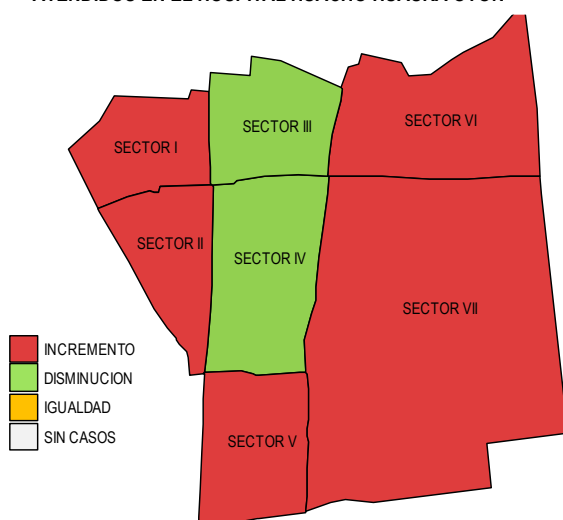 SECTOR VI
SECTOR III
SECTOR I
SECTOR II
SECTOR IV
SECTOR VII
INCREMENTO
DISMINUCION
IGUALDAD
SIN CASOS
SECTOR V